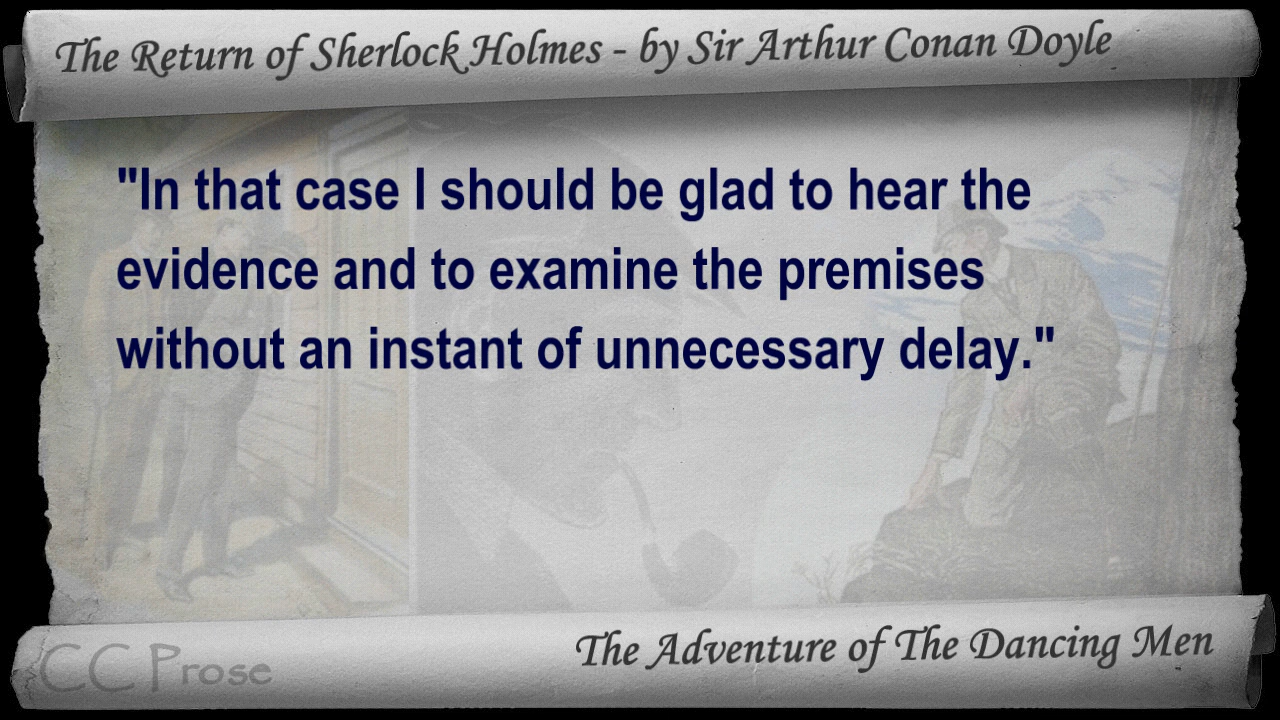 The Return of Sherlock Holmes - by Sir Arthur Conan Doyle
"In that case I should be glad to hear the
evidence and to examine the premises
without an instant of unnecessary delay."
The Adventure of The Dancing Men
CC Prose